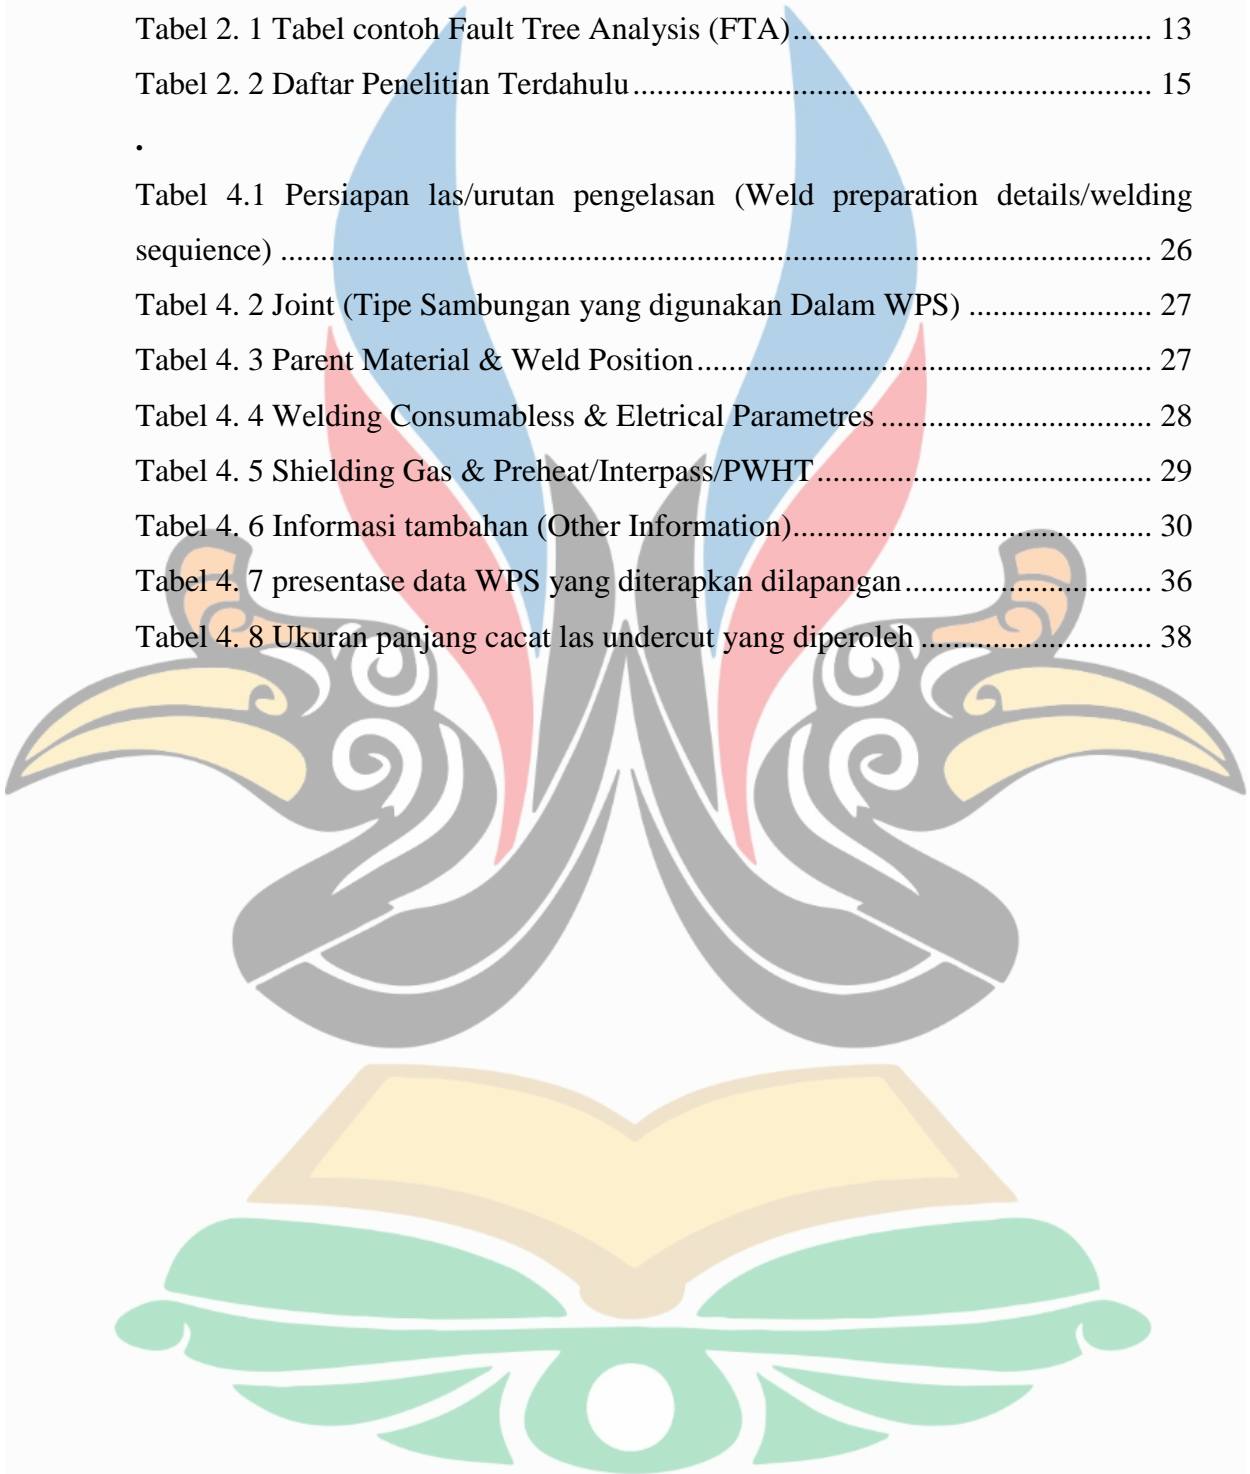 Tabel 2. 1 Tabel contoh Fault Tree Analysis (FTA)............................................. 13
Tabel 2. 2 Daftar Penelitian Terdahulu................................................................. 15
.
Tabel 4.1 Persiapan las/urutan pengelasan (Weld preparation details/welding
sequience) ............................................................................................................. 26
Tabel 4. 2 Joint (Tipe Sambungan yang digunakan Dalam WPS) ....................... 27
Tabel 4. 3 Parent Material & Weld Position......................................................... 27
Tabel 4. 4 Welding Consumabless & Eletrical Parametres .................................. 28
Tabel 4. 5 Shielding Gas & Preheat/Interpass/PWHT.......................................... 29
Tabel 4. 6 Informasi tambahan (Other Information)............................................. 30
Tabel 4. 7 presentase data WPS yang diterapkan dilapangan............................... 36
Tabel 4. 8 Ukuran panjang cacat las undercut yang diperoleh ............................. 38